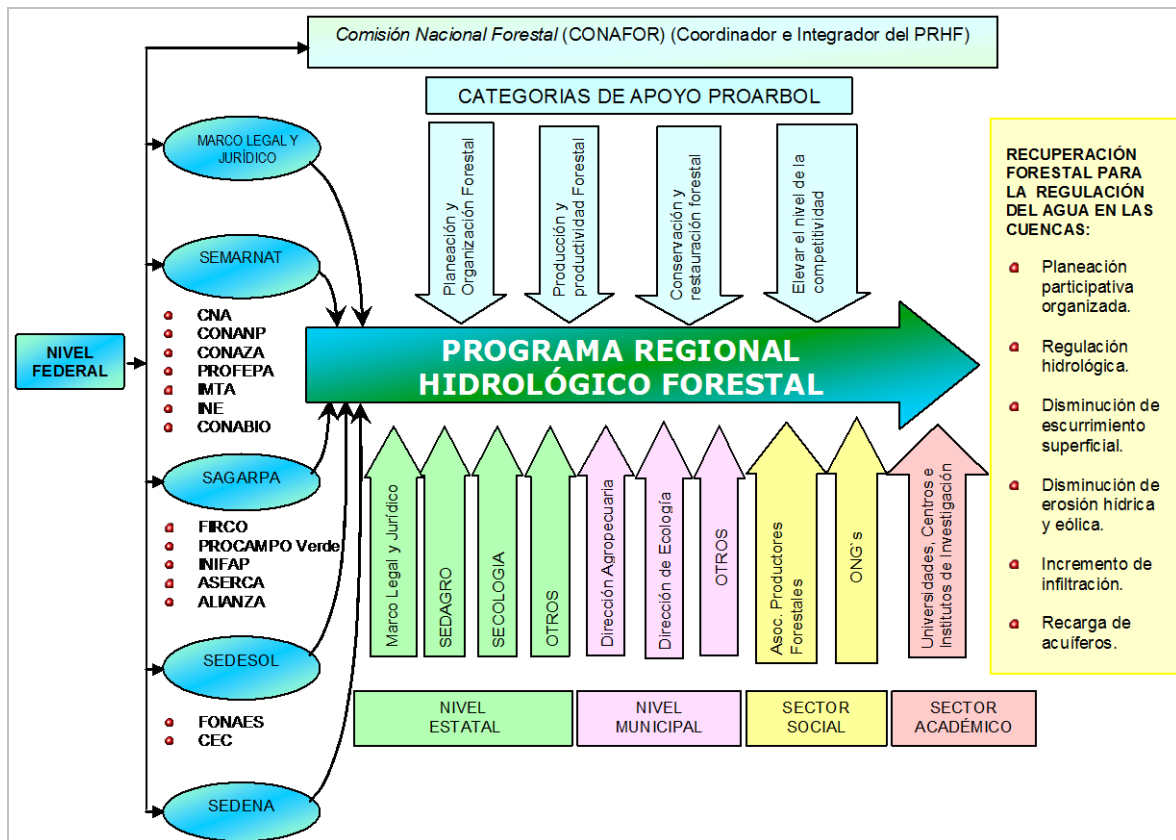 Comisión Nacional Forestal (CONAFOR) (Coordinador e Integrador del PRHF)
CATEGORIAS DE APOYO PROARBOL
Planeación y
Organización Forestal
Producción y
productividad Forestal
Conservación y
restauración forestal
Elevar el nivel de la
competitividad
NIVEL
FEDERAL
MARCO LEGAL Y
JURÍDICO
SEMARNAT
CNA
CONANP
CONAZA
PROFEPA
IMTA
INE
CONABIO
SAGARPA
FIRCO
PROCAMPO Verde
INIFAP
ASERCA
ALIANZA
SEDESOL
FONAES
CEC
SEDENA
PROGRAMA REGIONAL
HIDROLÓGICO FORESTAL
Marco Legal y Jurídico
SEDAGRO
SECOLOGIA
OTROS
Dirección Agropecuaria
Dirección de Ecología
OTROS
Asoc. Productores
Forestales
ONG`s
Universidades, Centros e
Institutos de Investigación
NIVEL
ESTATAL
NIVEL
MUNICIPAL
SECTOR
SOCIAL
SECTOR
ACADÉMICO
RECUPERACIÓN
FORESTAL PARA
LA REGULACIÓN
DEL AGUA EN LAS
CUENCAS:
Planeación
participativa
organizada.
Regulación
hidrológica.
Disminución de
escurrimiento
superficial.
Disminución de
erosión hídrica
y eólica.
Incremento de
infiltración.
Recarga de
acuíferos.